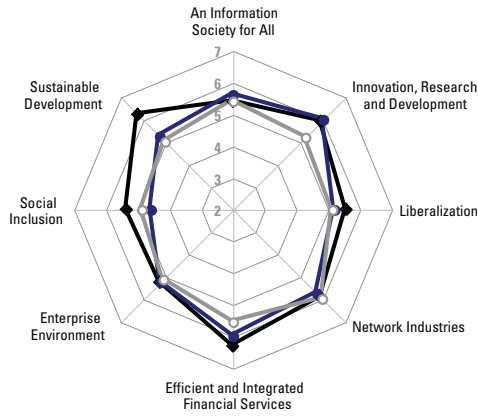 An Information
Society for All
7
Sustainable
Development
6
Innovation, Research
and Development
5
4
3
Social
Inclusion
2
Liberalization
Enterprise
Environment
Network Industries
Efficient and Integrated
Financial Services